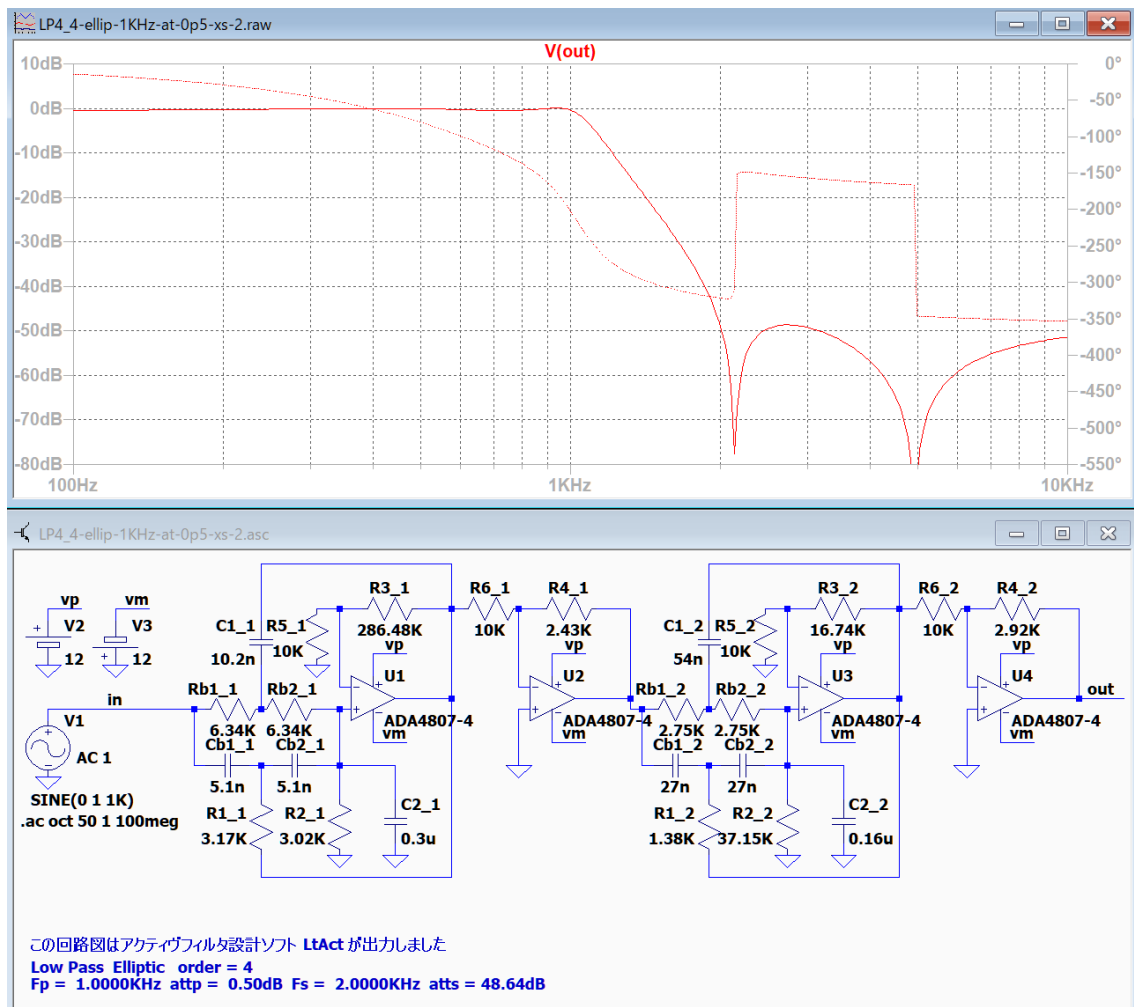 LP4_4-ellip-1KHz-at-0p5-xs-2.raw
V(out)
10dB
0dB
-10dB
-20dB
-30dB
-40dB
-50dB
-60dB
-70dB
-80dB
0°
-50°
-100°
-150°
-200°
-250°
-300°
-350°
-400°
-450°
-500°
-550°
100Hz
1KHz
10KHz
LP4_4-ellip-1KHz-at-0p5-xs-2.asc
vp
V2
12
vm
V3
12
in
V1
AC 1
SINE(0 1 1K)
.ac oct 50 1 100meg
C1_1
10.2n
R5_1
10K
R3_1
286.48K
vp
U1
ADA4807-4
vm
Rb1_1
6.34K
Rb2_1
6.34K
Cb1_1
5.1n
Cb2_1
5.1n
R1_1
3.17K
R2_1
3.02K
C2_1
0.3u
R6_1
10K
R4_1
2.43K
vp
U2
ADA4807-4
vm
C1_2
54n
R5_2
10K
R3_2
16.74K
vp
U3
ADA4807-4
vm
Rb1_2
2.75K
Rb2_2
2.75K
Cb1_2
27n
Cb2_2
27n
R1_2
1.38K
R2_2
37.15K
C2_2
0.16u
R6_2
10K
R4_2
2.92K
vp
U4
ADA4807-4
vm
out
この回路図はアクティヴフィルタ設計ソフト LtAct が出力しました
Low Pass Elliptic order = 4
Fp = 1.0000KHz attp = 0.50dB Fs = 2.0000KHz atts = 48.64dB